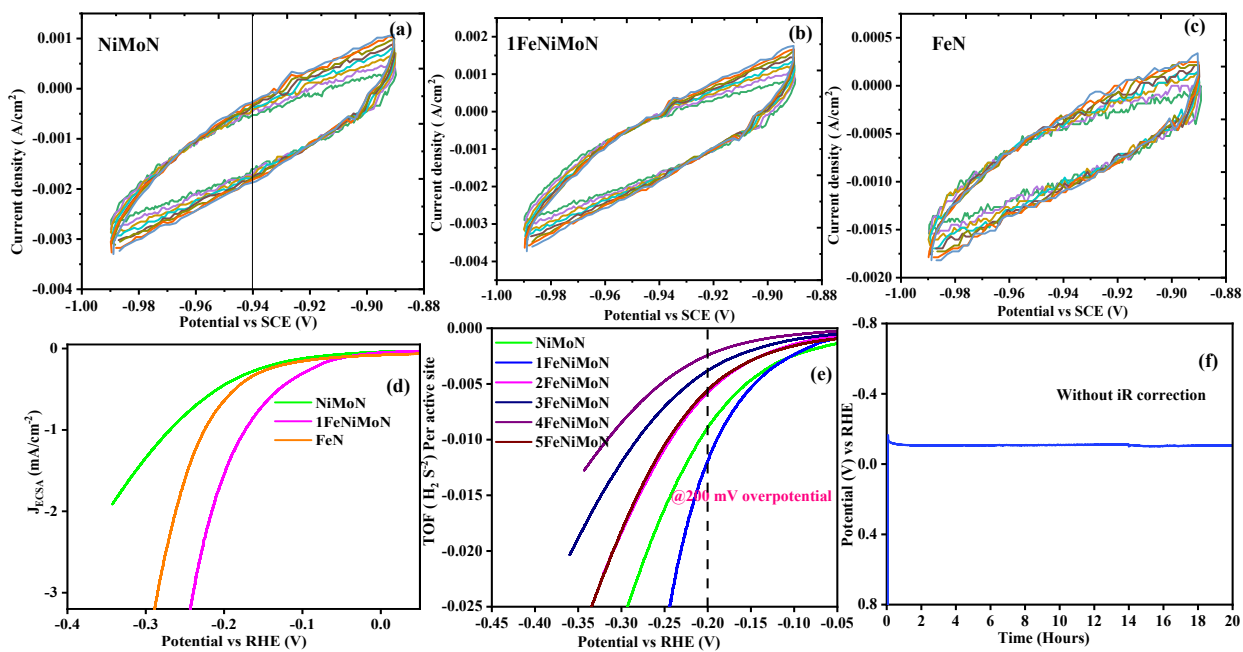 (a)
NiMoN
Current density ( A/cm²)
0.001
0.000
-0.001
-0.002
-0.003
-0.004
-1.00 -0.98 -0.96 -0.94 -0.92 -0.90 -0.88
Potential vs SCE (V)
(b)
1FeNiMoN
Current density ( A/cm²)
0.002
0.001
0.000
-0.001
-0.002
-0.003
-0.004
-1.00 -0.98 -0.96 -0.94 -0.92 -0.90 -0.88
Potential vs SCE (V)
(c)
FeN
Current density ( A/cm²)
0.0005
0.0000
-0.0005
-0.0010
-0.0015
-0.0020
-1.00 -0.98 -0.96 -0.94 -0.92 -0.90 -0.88
Potential vs SCE (V)
(d)
NiMoN
1FeNiMoN
FeN
J_ECSA (mA/cm²)
0
-1
-2
-3
-0.4 -0.3 -0.2 -0.1 0.0
Potential vs RHE (V)
(e)
NiMoN
1FeNiMoN
2FeNiMoN
3FeNiMoN
4FeNiMoN
5FeNiMoN
@200 mV overpotential
TOF ( H₂ S⁻²) Per active site
0.000
-0.005
-0.010
-0.015
-0.020
-0.025
-0.45 -0.40 -0.35 -0.30 -0.25 -0.20 -0.15 -0.10 -0.05
Potential vs RHE (V)
(f)
Without iR correction
Potential (V) vs RHE
-0.8
-0.4
0.0
0.4
0.8
0 2 4 6 8 10 12 14 16 18 20
Time (Hours)